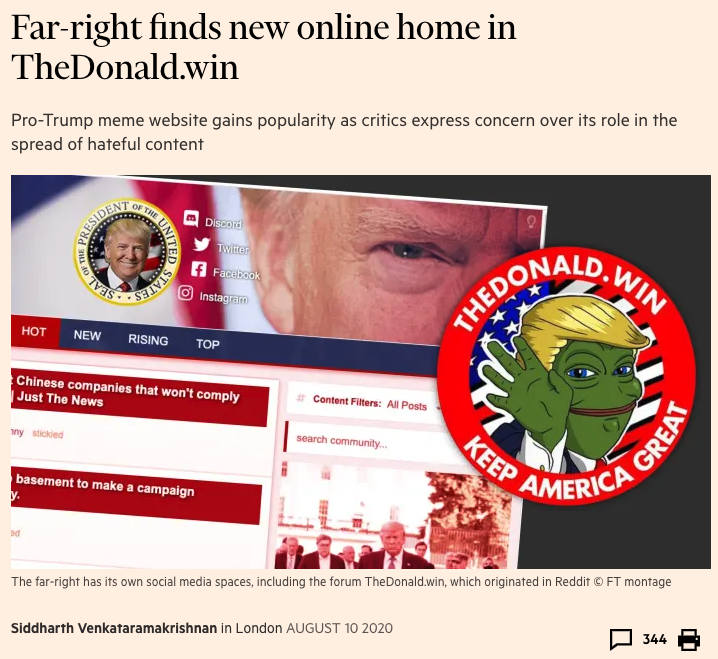 Far-right finds new online home in
TheDonald.win
Pro-Trump meme website gains popularity as critics express concern over its role in the
spread of hateful content
SEAL OF THE PRESIDENT OF THE UNITED STATES
Discord
Twitter
Facebook
Instagram
HOT NEW RISING TOP
Chinese companies that won't comply
| Just The News
stickied
basement to make a campaign
y.
ed
# Content Filters: All Posts
search community...
THEDONALD.WIN
KEEP AMERICA GREAT
The far-right has its own social media spaces, including the forum TheDonald.win, which originated in Reddit © FT montage
Siddharth Venkataramakrishnan in London AUGUST 10 2020
344